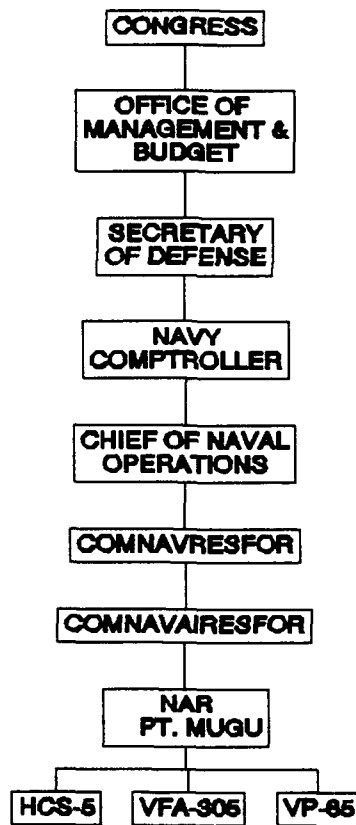 CONGRESS
OFFICE OF
MANAGEMENT &
BUDGET
SECRETARY
OF DEFENSE
NAVY
COMPTROLLER
CHIEF OF NAVAL
OPERATIONS
COMNAVRESFOR
COMNAVAIRESFOR
NAR
PT. MUGU
HCS-5 VFA-305 VP-65